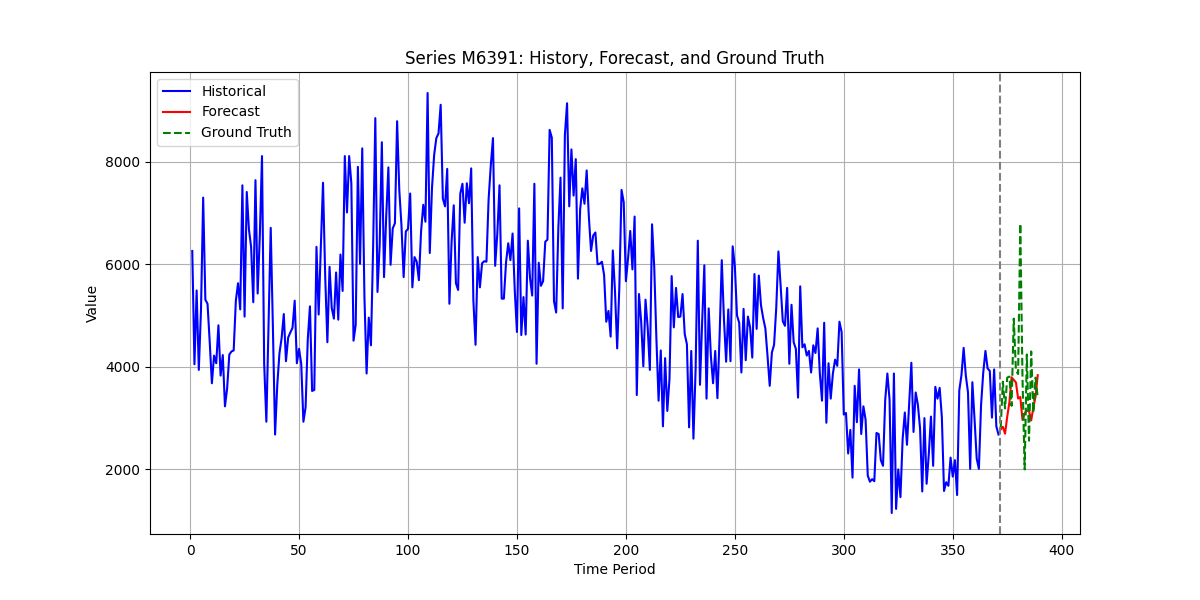 Series M6391: History, Forecast, and Ground Truth
Historical
Forecast
Ground Truth
8000
6000
4000
2000
Value
0 50 100 150 200 250 300 350 400
Time Period